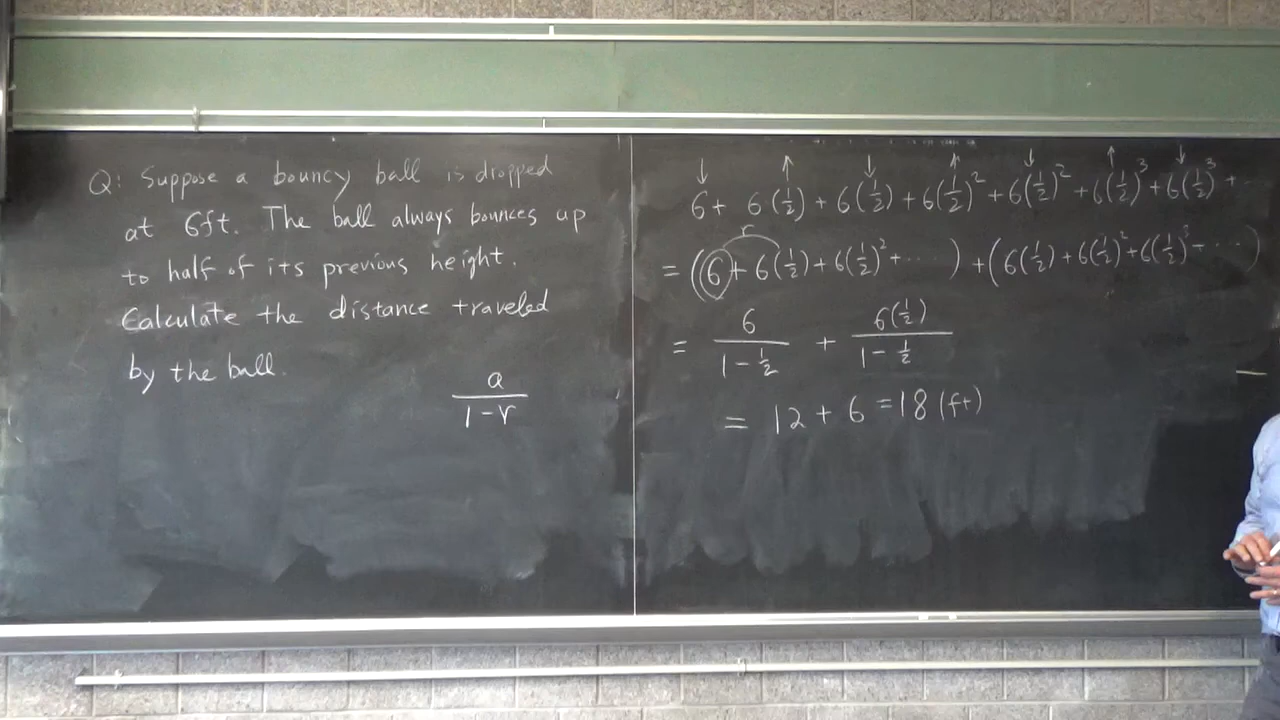 Q: Suppose a bouncy ball is dropped
at 6ft. The ball always bounces up
to half of its previous height.
Calculate the distance traveled
by the ball.
a
1-r
↓ ↑ ↓ ↑ ↓ ↑ ↓
6 + 6(1/2) + 6(1/2) + 6(1/2)² + 6(1/2)² + 6(1/2)³ + 6(1/2)³ + ...
r
= (6 + 6(1/2) + 6(1/2)² + ....) + (6(1/2) + 6(1/2)² + 6(1/2)³ + ....)
= 6/(1-1/2) + 6(1/2)/(1-1/2)
= 12 + 6 = 18 (ft)